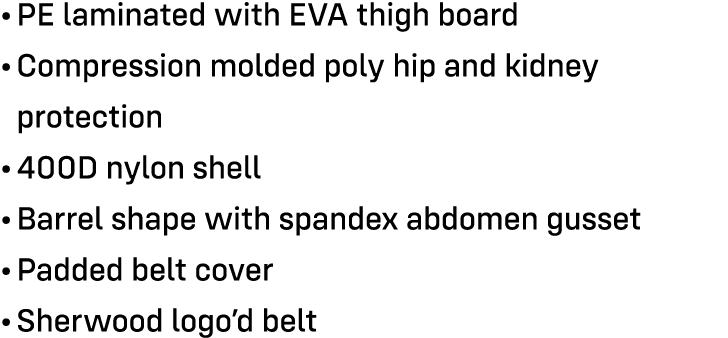 • PE laminated with EVA thigh board
• Compression molded poly hip and kidney
protection
• 400D nylon shell
• Barrel shape with spandex abdomen gusset
• Padded belt cover
• Sherwood logo’d belt